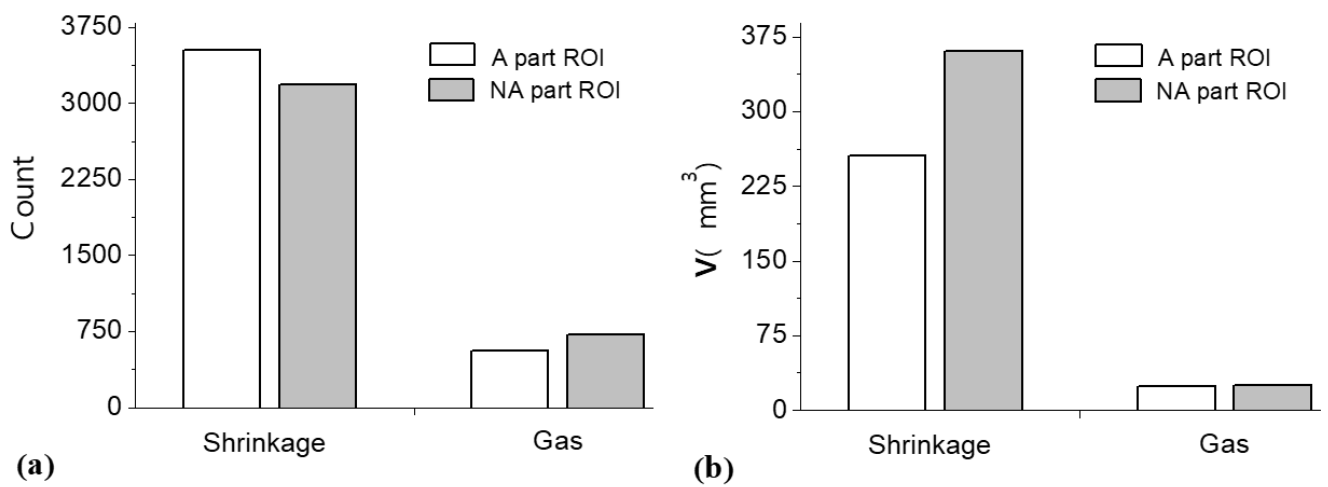 3750
3000
2250
1500
750
0
Count
A part ROI
NA part ROI
Shrinkage
Gas
(a)
375
300
225
150
75
0
V( mm³)
A part ROI
NA part ROI
Shrinkage
Gas
(b)